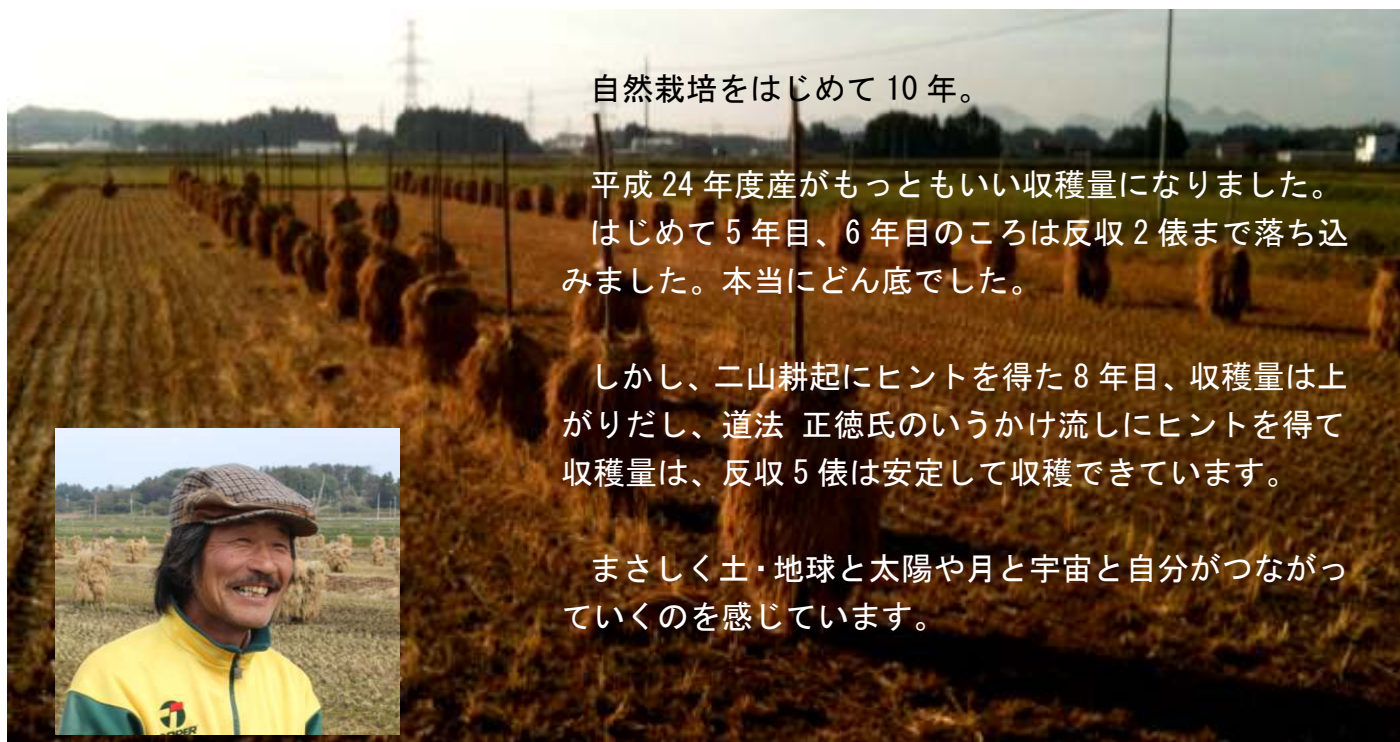 自然栽培をはじめて10年。
平成24年度産がもっともいい収穫量になりました。
はじめて5年目、6年目のころは反収2俵まで落ち込
みました。本当にどん底でした。
しかし、二山耕起にヒントを得た8年目、収穫量は上
がりだし、道法 正徳氏のいうかけ流しにヒントを得て
収穫量は、反収5俵は安定して収穫できています。
まさしく土・地球と太陽や月と宇宙と自分がつながっ
ていくのを感じています。